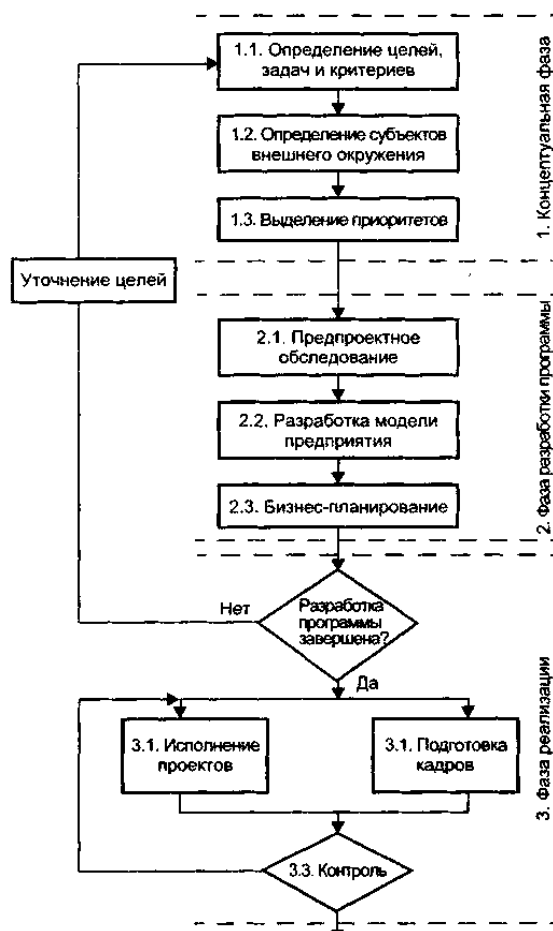 1.1. Определение целей,
задач и критериев
1.2. Определение субъектов
внешнего окружения
1.3. Выделение приоритетов
1. Концептуальная фаза
Уточнение целей
2.1. Предпроектное
обследование
2.2. Разработка модели
предприятия
2.3. Бизнес-планирование
2. Фаза разработки программы
Нет
Разработка
программы
завершена?
Да
3.1. Исполнение
проектов
3.1. Подготовка
кадров
3.3. Контроль
3. Фаза реализации